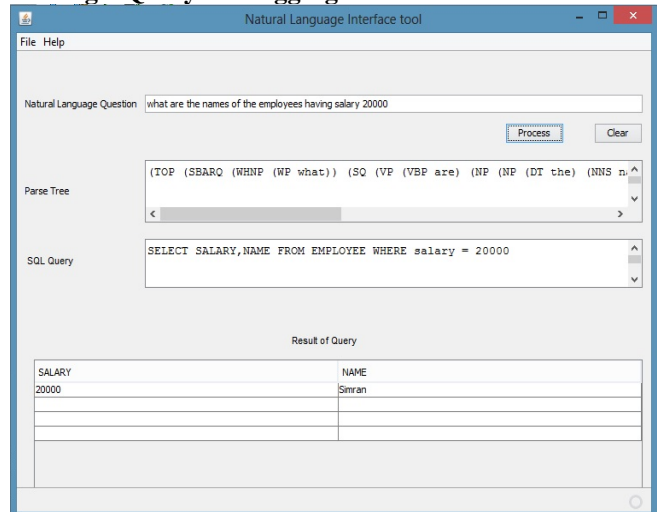 Natural Language Interface tool
File Help
Natural Language Question what are the names of the employees having salary 20000
Process Clear
Parse Tree (TOP (SBARQ (WHNP (WP what)) (SQ (VP (VBP are) (NP (NP (DT the) (NNS
SQL Query SELECT SALARY,NAME FROM EMPLOYEE WHERE salary = 20000
Result of Query
SALARY NAME
20000 Simran